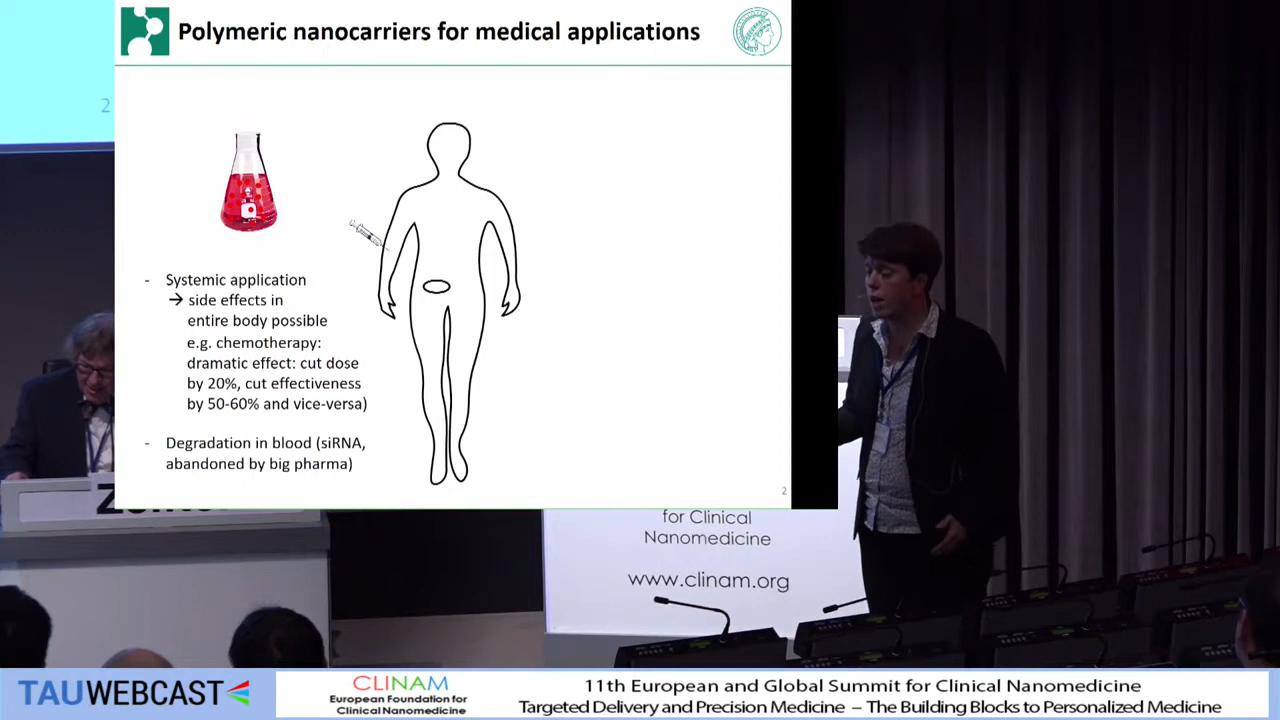 Polymeric nanocarriers for medical applications
2
- Systemic application
→ side effects in
entire body possible
e.g. chemotherapy:
dramatic effect: cut dose
by 20%, cut effectiveness
by 50-60% and vice-versa)
- Degradation in blood (siRNA,
abandoned by big pharma)
2
for Clinical
Nanomedicine
www.clinam.org
TAUWEBCAST
CLINAM
European Foundation for
Clinical Nanomedicine
11th European and Global Summit for Clinical Nanomedicine
Targeted Delivery and Precision Medicine – The Building Blocks to Personalized Medicine